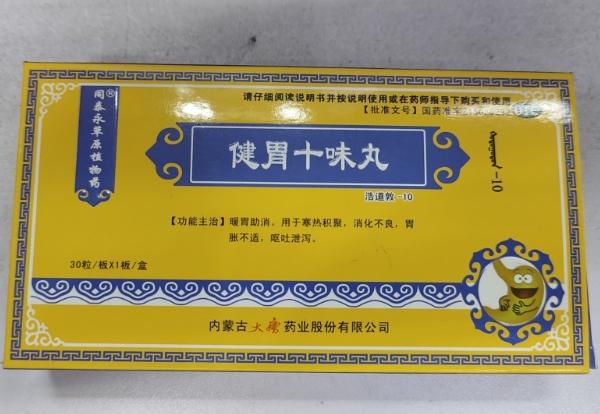 同泰永草原植物药®
请仔细阅读说明书并按说明使用或在药师指导下购买和使用
【批准文号】国药准字
健胃十味丸
浩道敦-10
-10
【功能主治】暖胃助消。用于寒热积聚，消化不良，胃
胀不适，呕吐泄泻。
30粒/板X1板/盒
内蒙古大唐药业股份有限公司